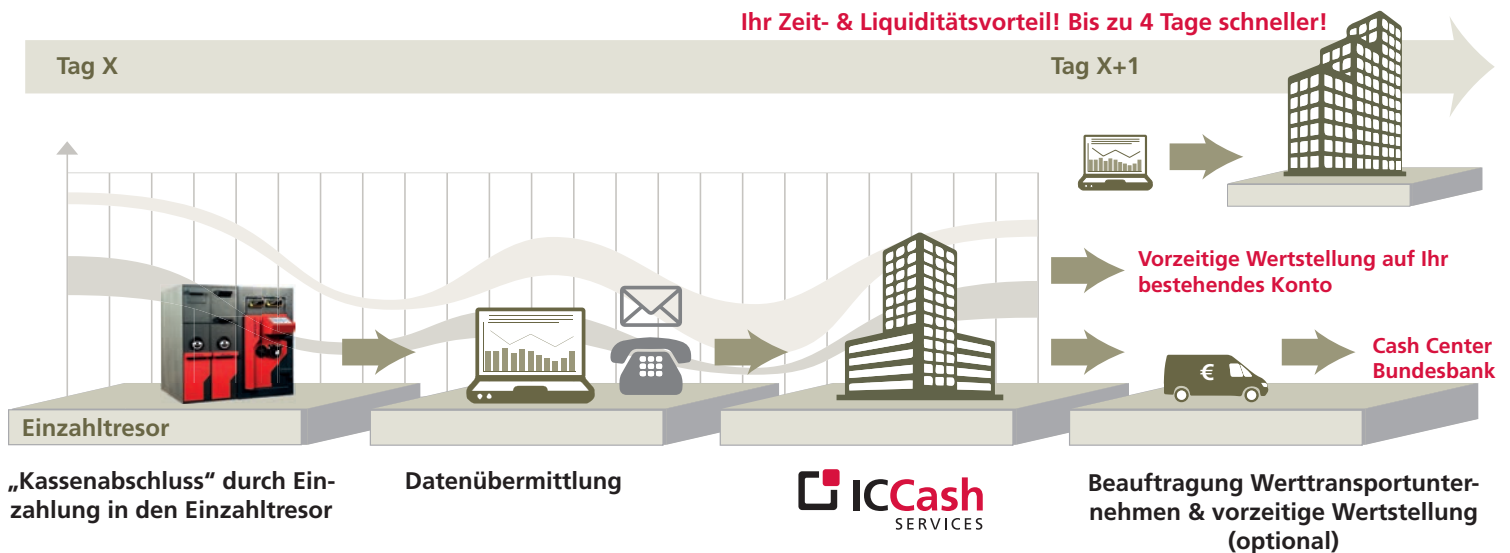 Ihr Zeit- & Liquiditätsvorteil! Bis zu 4 Tage schneller!
Tag X
Tag X+1
Vorzeitige Wertstellung auf Ihr
bestehendes Konto
€
Cash Center
Bundesbank
Einzahltresor
„Kassenabschluss“ durch Ein-
zahlung in den Einzahltresor
Datenübermittlung
ICCash
SERVICES
Beauftragung Werttransportunter-
nehmen & vorzeitige Wertstellung
(optional)